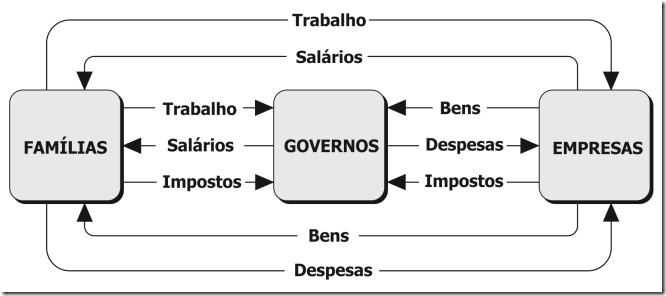 Trabalho
Salários
Trabalho
Bens
FAMÍLIAS
Salários
GOVERNOS
Despesas
EMPRESAS
Impostos
Impostos
Bens
Despesas